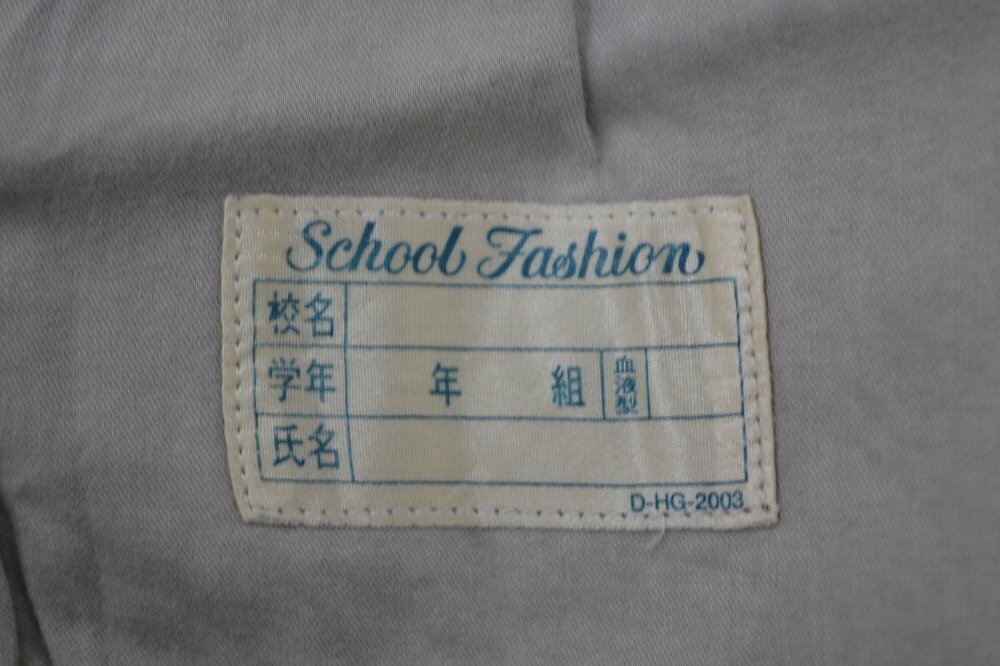 School Fashion
校名
学年 年 組 血液型
氏名
D-HG-2003